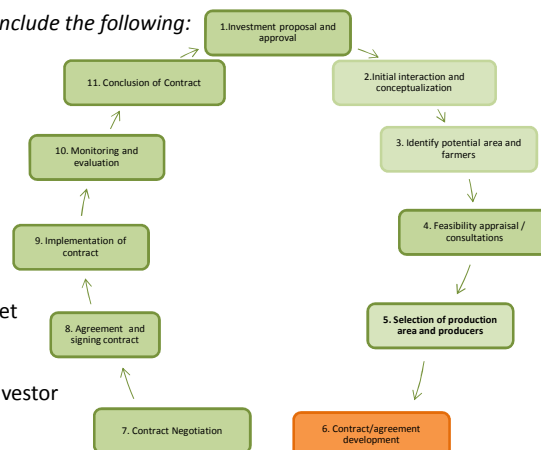 nclude the following:
1.Investment proposal and
approval
2.Initial interaction and
conceptualization
3. Identify potential area and
farmers
4. Feasibility appraisal /
consultations
5. Selection of production
area and producers
6. Contract/agreement
development
7. Contract Negotiation
8. Agreement and
signing contract
9. Implementation of
contract
10. Monitoring and
evaluation
11. Conclusion of Contract
et
vestor